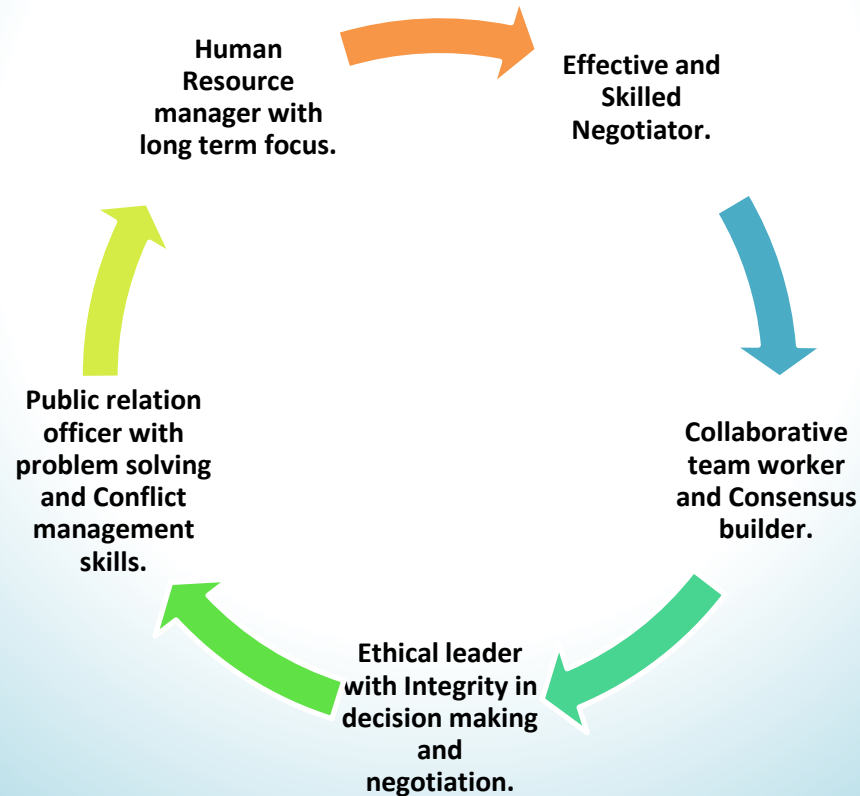 Human
Resource
manager with
long term focus.
Effective and
Skilled
Negotiator.
Collaborative
team worker
and Consensus
builder.
Ethical leader
with Integrity in
decision making
and
negotiation.
Public relation
officer with
problem solving
and Conflict
management
skills.